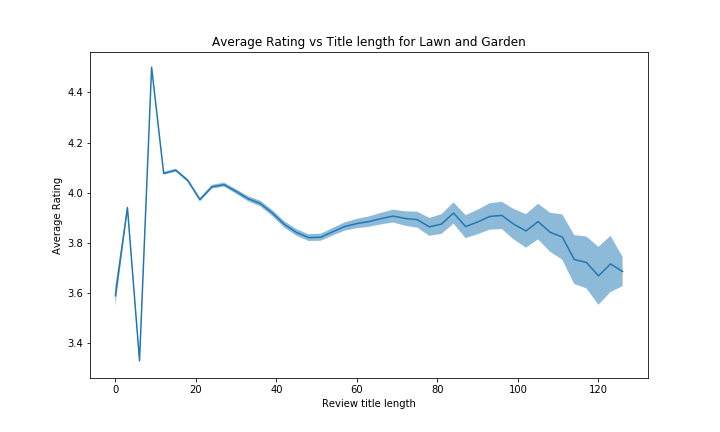 Average Rating vs Title length for Lawn and Garden
4.4
4.2
4.0
3.8
3.6
3.4
Average Rating
0 20 40 60 80 100 120
Review title length